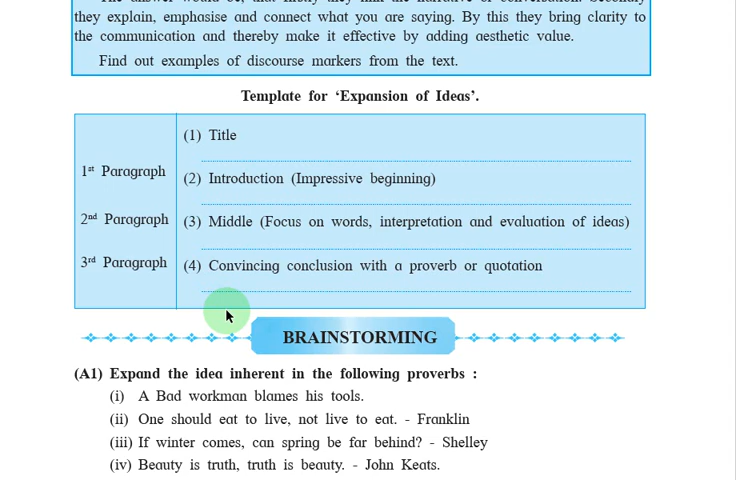 they explain, emphasise and connect what you are saying. By this they bring clarity to
the communication and thereby make it effective by adding aesthetic value.
Find out examples of discourse markers from the text.
Template for ‘Expansion of Ideas’.
(1) Title
1st Paragraph (2) Introduction (Impressive beginning)
2nd Paragraph (3) Middle (Focus on words, interpretation and evaluation of ideas)
3rd Paragraph (4) Convincing conclusion with a proverb or quotation
BRAINSTORMING
(A1) Expand the idea inherent in the following proverbs :
(i) A Bad workman blames his tools.
(ii) One should eat to live, not live to eat. - Franklin
(iii) If winter comes, can spring be far behind? - Shelley
(iv) Beauty is truth, truth is beauty. - John Keats.